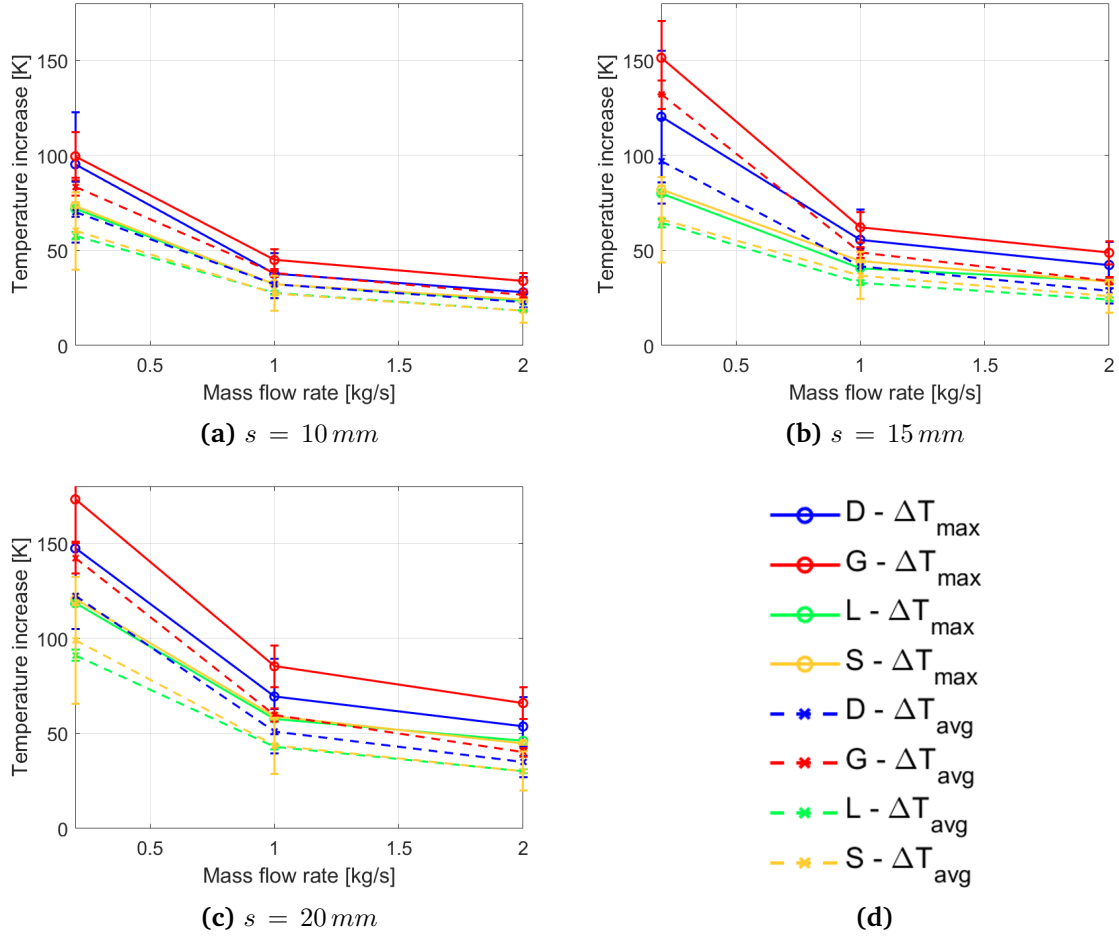 150
100
50
0
0.5
1
1.5
2
Temperature increase [K]
Mass flow rate [kg/s]
(a) s = 10 mm
150
100
50
0
0.5
1
1.5
2
Temperature increase [K]
Mass flow rate [kg/s]
(b) s = 15 mm
150
100
50
0
0.5
1
1.5
2
Temperature increase [K]
Mass flow rate [kg/s]
(c) s = 20 mm
D - ΔTmax
G - ΔTmax
L - ΔTmax
S - ΔTmax
D - ΔTavg
G - ΔTavg
L - ΔTavg
S - ΔTavg
(d)